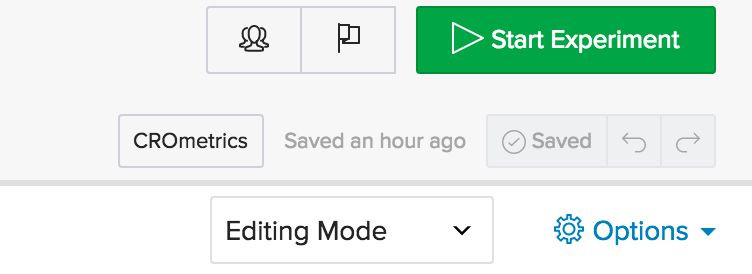 Start Experiment
CROmetrics Saved an hour ago Saved
Editing Mode Options